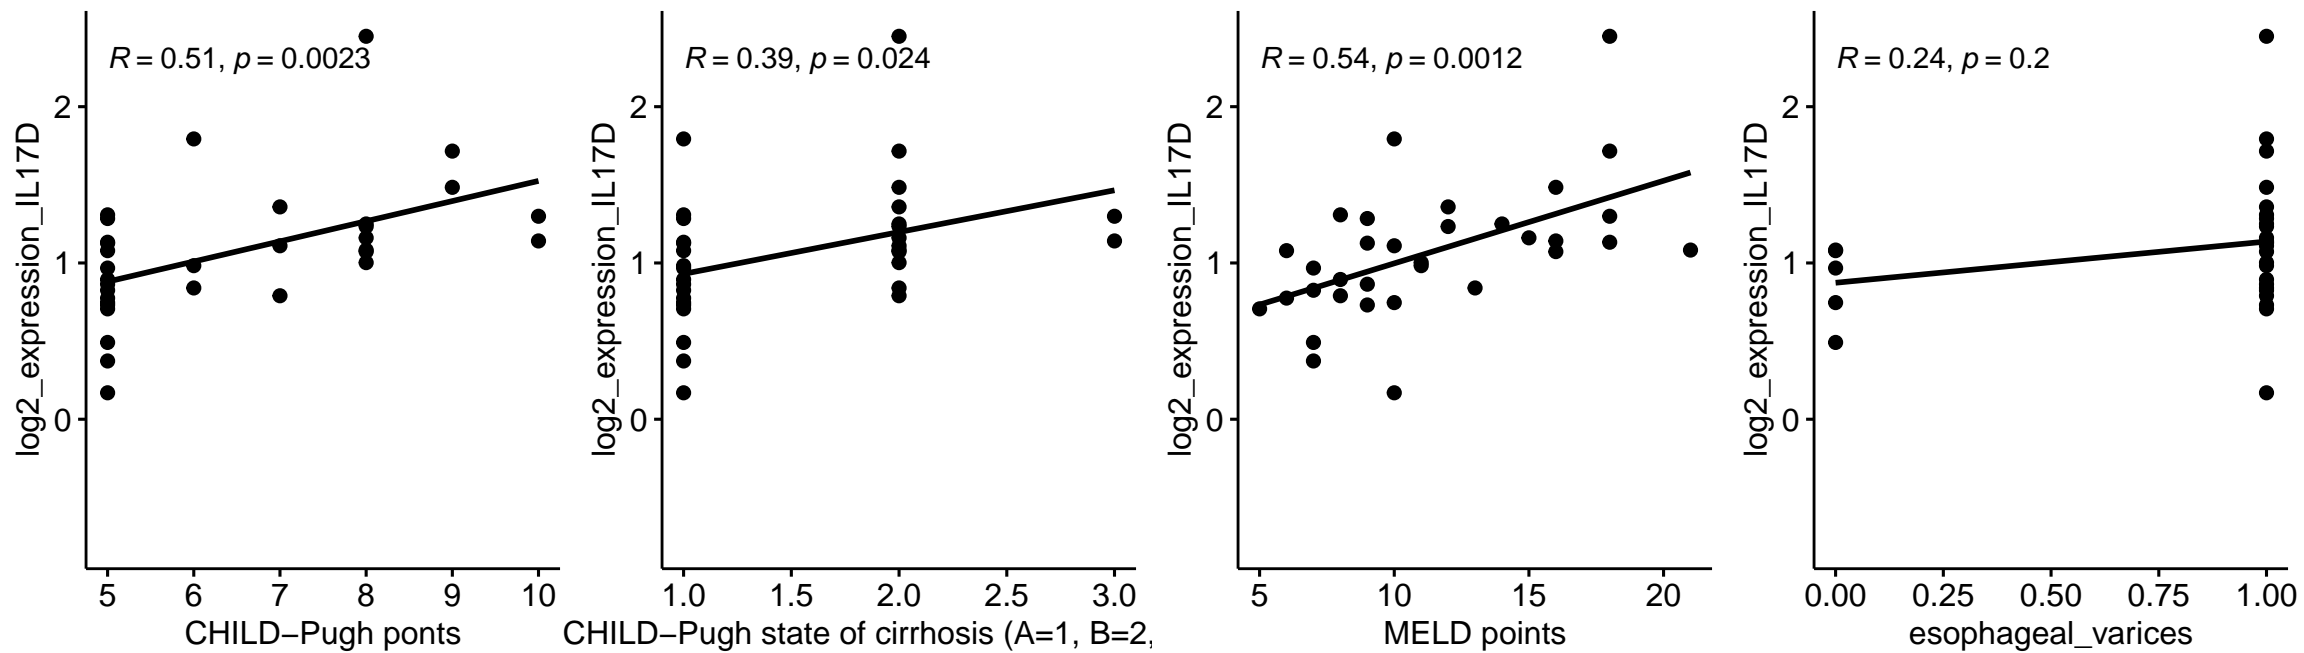 R = 0.51, p = 0.0023
log2_expression_IL17D
2
1
0
5 6 7 8 9 10
CHILD–Pugh ponts
R = 0.39, p = 0.024
log2_expression_IL17D
2
1
0
1.0 1.5 2.0 2.5 3.0
CHILD–Pugh state of cirrhosis (A=1, B=2,
R = 0.54, p = 0.0012
log2_expression_IL17D
2
1
0
5 10 15 20
MELD points
R = 0.24, p = 0.2
log2_expression_IL17D
2
1
0
0.00 0.25 0.50 0.75 1.00
esophageal_varices